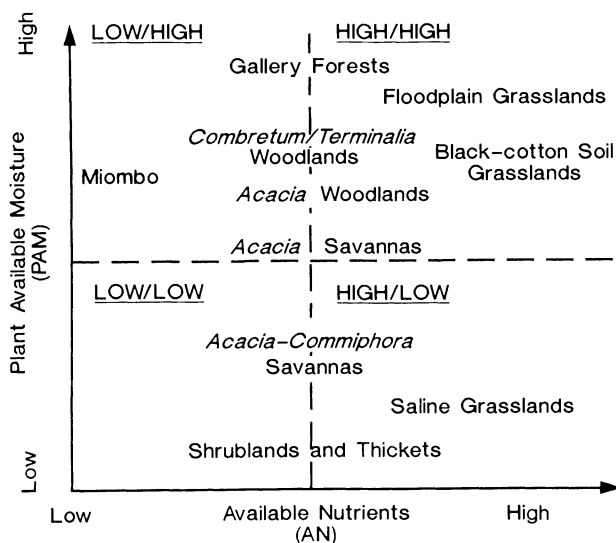 High
LOW/HIGH
HIGH/HIGH
Gallery Forests
Floodplain Grasslands
Combretum/Terminalia
Woodlands
Black-cotton Soil
Grasslands
Miombo
Acacia Woodlands
Acacia Savannas
Plant Available Moisture
(PAM)
LOW/LOW
HIGH/LOW
Acacia-Commiphora
Savannas
Saline Grasslands
Shrublands and Thickets
Low
Low
Available Nutrients
(AN)
High